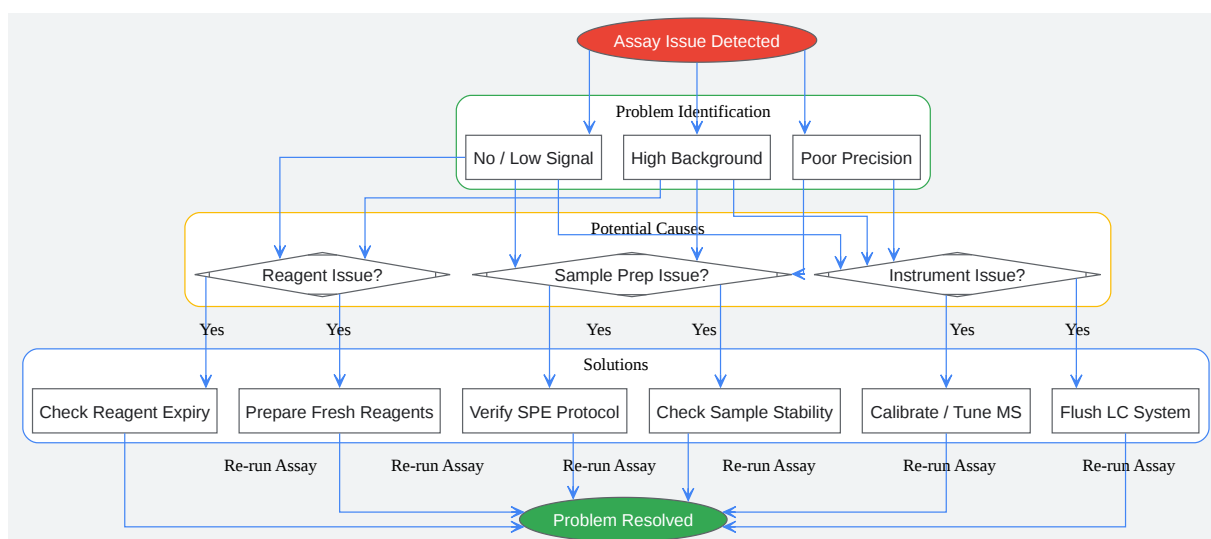 Assay Issue Detected
Problem Identification
No / Low Signal
High Background
Poor Precision
Potential Causes
Reagent Issue?
Sample Prep Issue?
Instrument Issue?
Yes
Yes
Yes
Yes
Yes
Yes
Solutions
Check Reagent Expiry
Prepare Fresh Reagents
Verify SPE Protocol
Check Sample Stability
Calibrate / Tune MS
Flush LC System
Re-run Assay
Re-run Assay
Re-run Assay
Re-run Assay
Re-run Assay
Re-run Assay
Problem Resolved